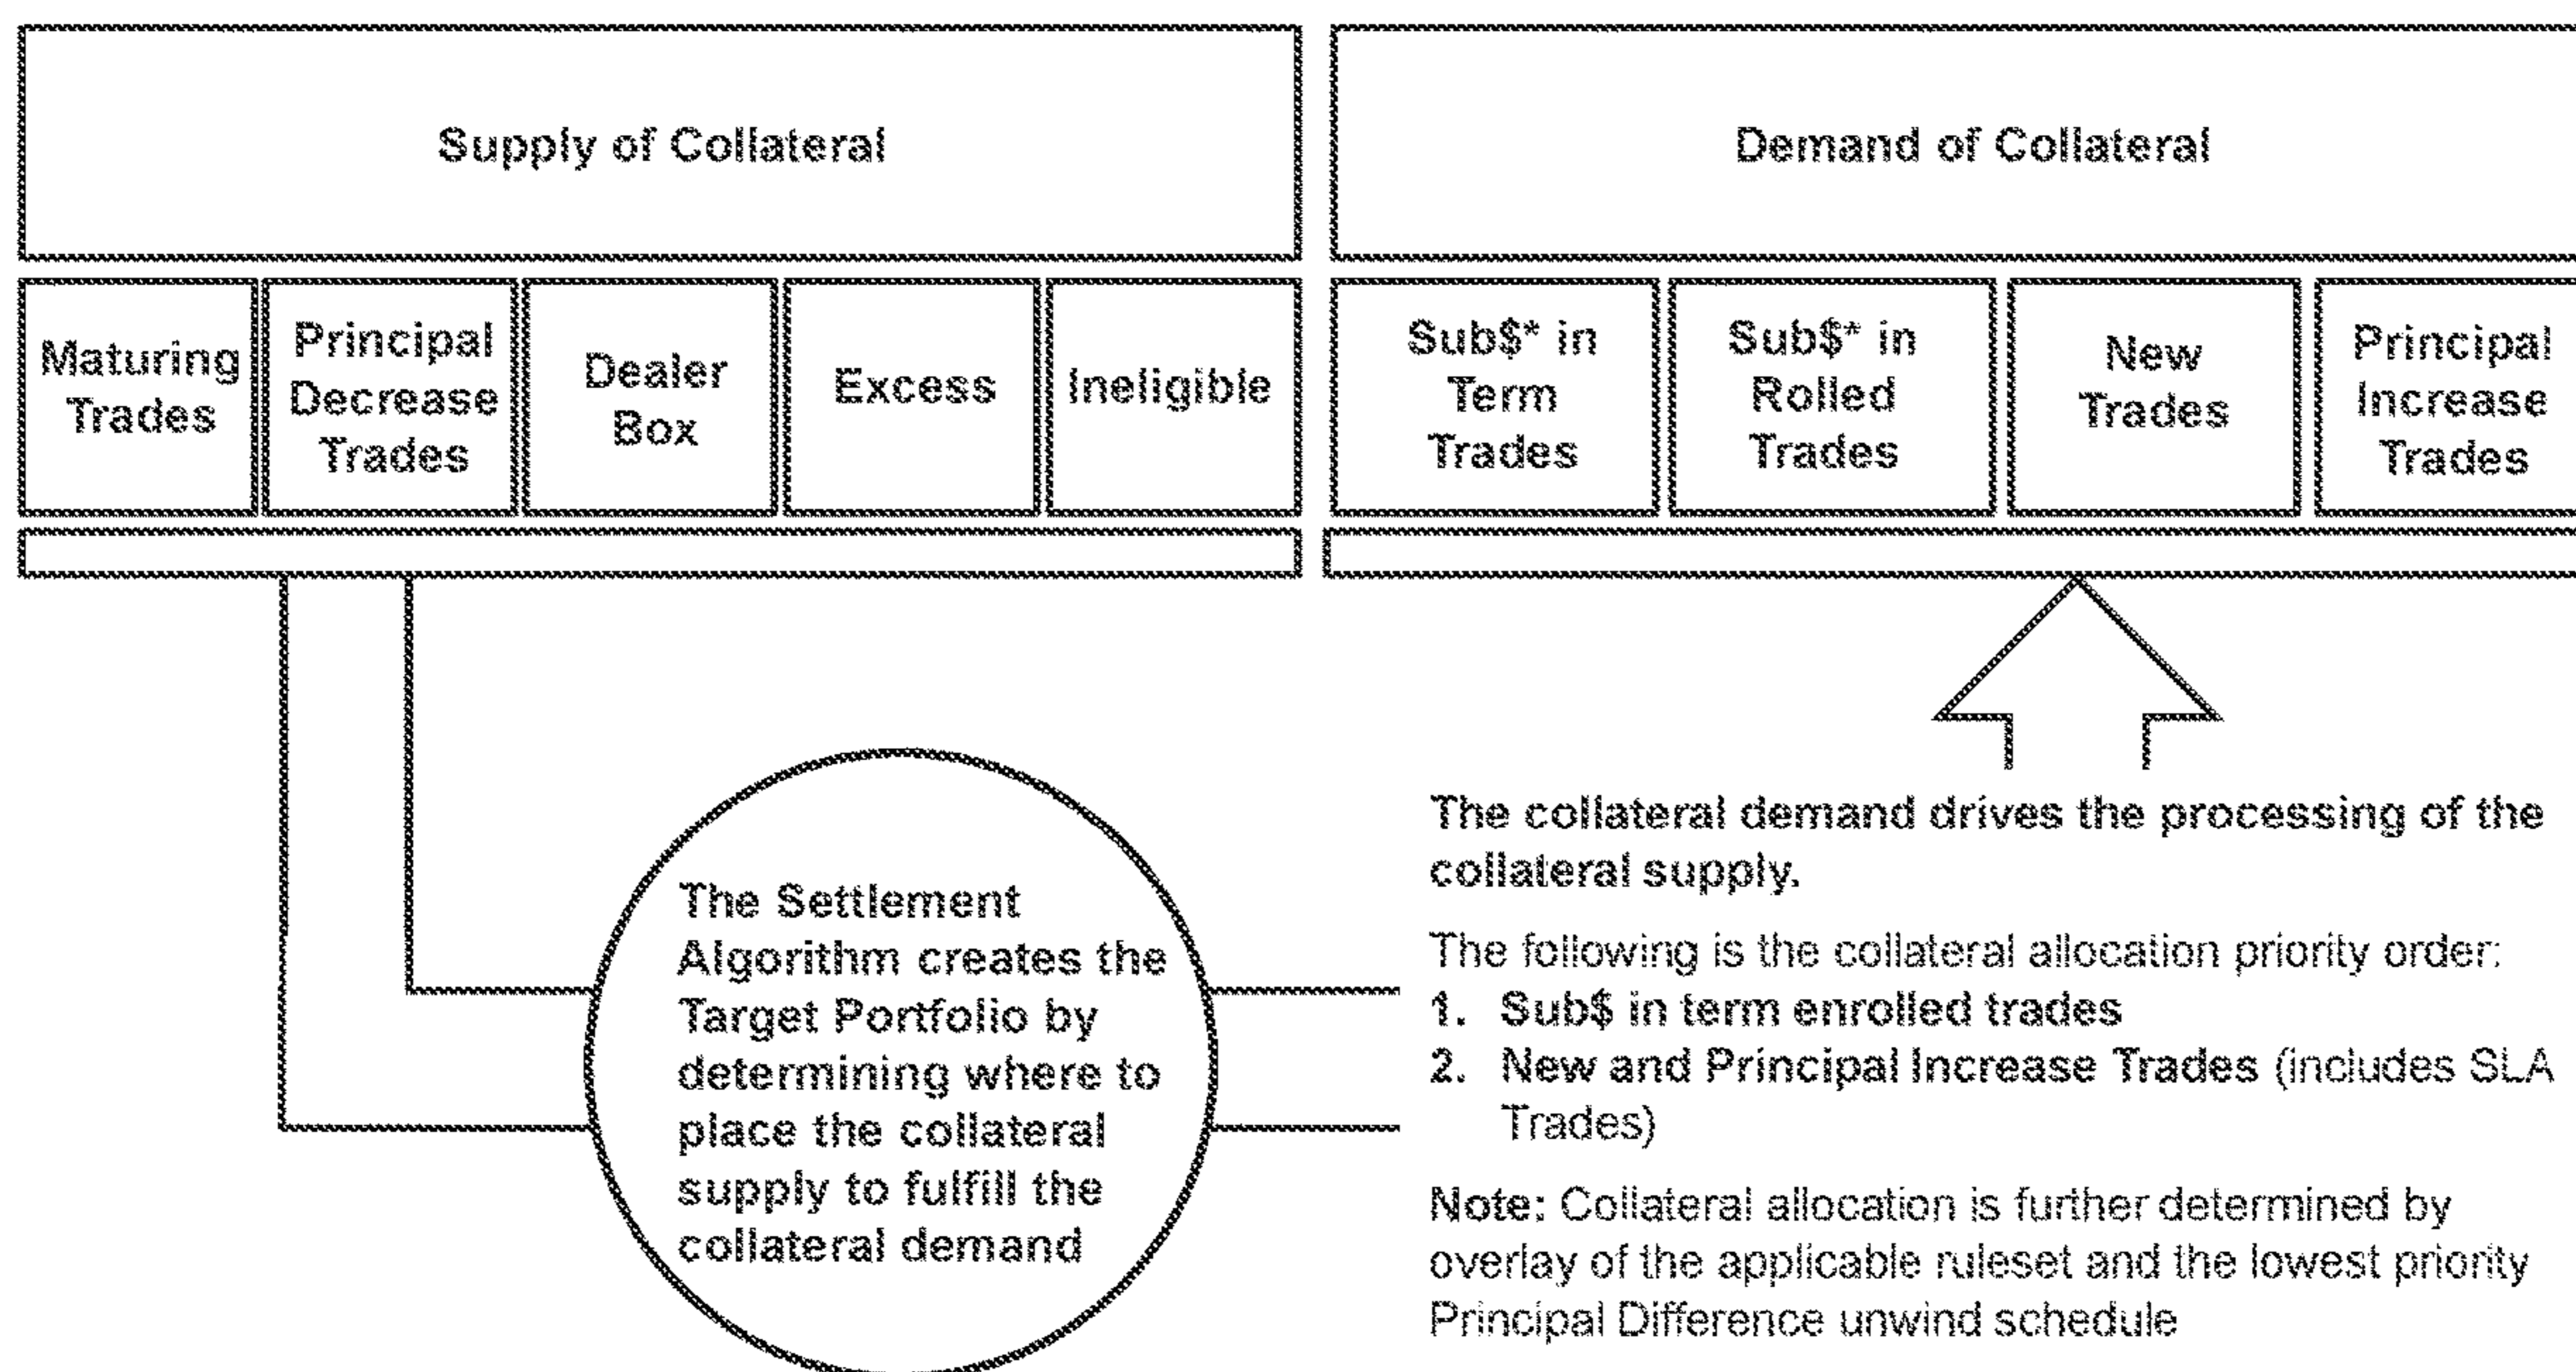 Supply of Collateral
Demand of Collateral
Maturing
Trades
Principal
Decrease
Trades
Dealer
Box
Excess
Ineligible
Sub$* in
Term
Trades
Sub$* in
Rolled
Trades
New
Trades
Principal
Increase
Trades
The Settlement
Algorithm creates the
Target Portfolio by
determining where to
place the collateral
supply to fulfill the
collateral demand
The collateral demand drives the processing of the
collateral supply.
The following is the collateral allocation priority order:
1. Sub$ in term enrolled trades
2. New and Principal Increase Trades (includes SLA
Trades)
Note: Collateral allocation is further determined by
overlay of the applicable ruleset and the lowest priority
Principal Difference unwind schedule